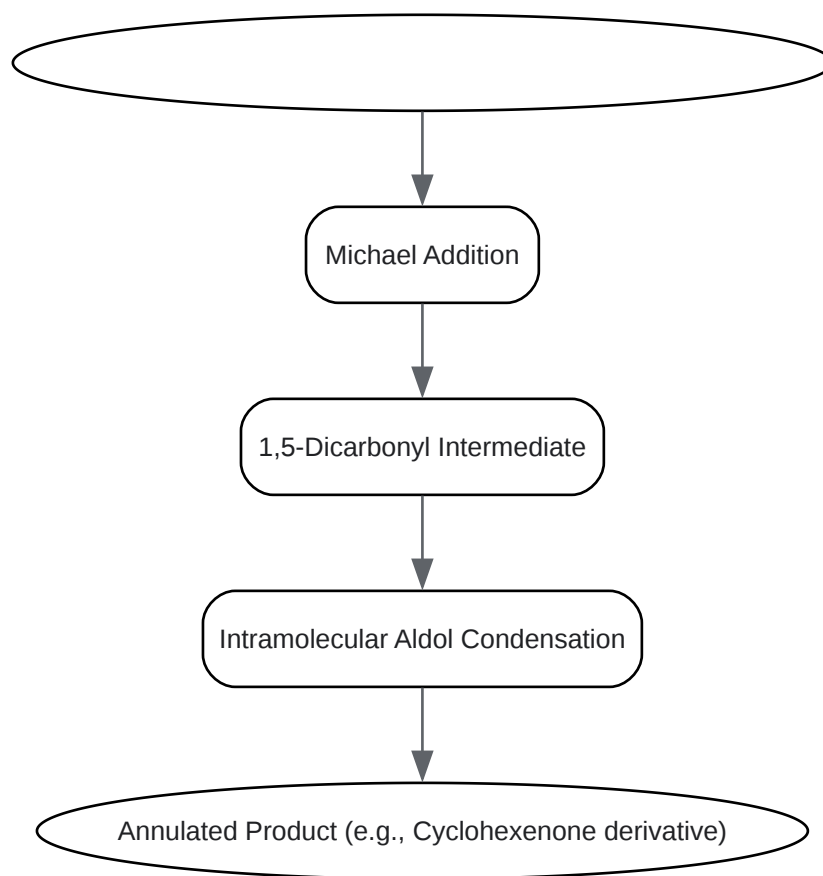 Michael Addition
1,5-Dicarbonyl Intermediate
Intramolecular Aldol Condensation
Annulated Product (e.g., Cyclohexenone derivative)